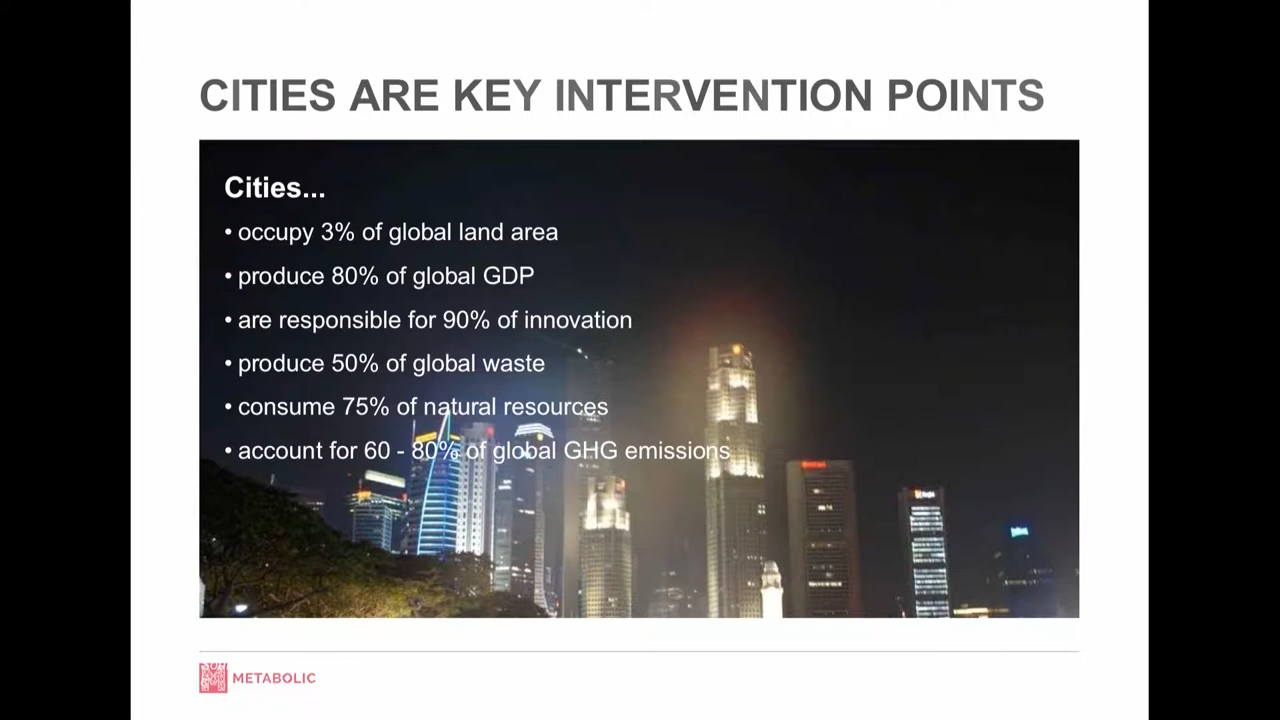 CITIES ARE KEY INTERVENTION POINTS
Cities...
• occupy 3% of global land area
• produce 80% of global GDP
• are responsible for 90% of innovation
• produce 50% of global waste
• consume 75% of natural resources
• account for 60 - 80% of global GHG emissions
METABOLIC